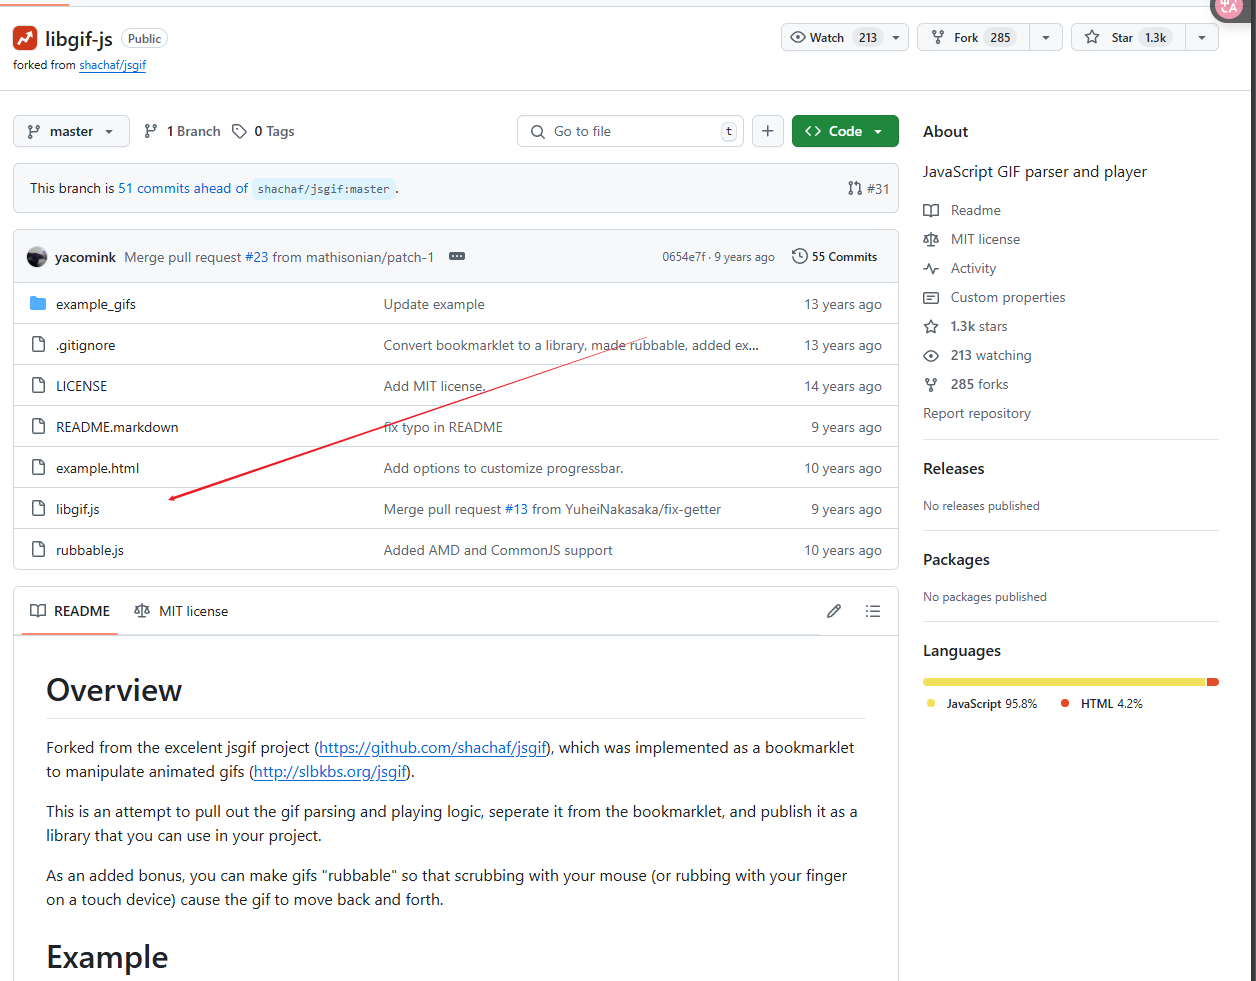 libgif-js Public
Watch 213
Fork 285
Star 1.3k
forked from shachaf/jsgif
master
1 Branch
0 Tags
Go to file t
Code
This branch is 51 commits ahead of shachaf/jsgif:master .
#31
yacomink Merge pull request #23 from mathisonian/patch-1
0654e7f · 9 years ago
55 Commits
example_gifs Update example 13 years ago
.gitignore Convert bookmarklet to a library, made rubbable, added ex... 13 years ago
LICENSE Add MIT license. 14 years ago
README.markdown fix typo in README 9 years ago
example.html Add options to customize progressbar. 10 years ago
libgif.js Merge pull request #13 from YuheiNakasaka/fix-getter 9 years ago
rubbable.js Added AMD and CommonJS support 10 years ago
README
MIT license
Overview
Forked from the excelent jsgif project (https://github.com/shachaf/jsgif), which was implemented as a bookmarklet
to manipulate animated gifs (http://slbkbs.org/jsgif).
This is an attempt to pull out the gif parsing and playing logic, seperate it from the bookmarklet, and publish it as a
library that you can use in your project.
As an added bonus, you can make gifs "rubbable" so that scrubbing with your mouse (or rubbing with your finger
on a touch device) cause the gif to move back and forth.
Example
About
JavaScript GIF parser and player
Readme
MIT license
Activity
Custom properties
1.3k stars
213 watching
285 forks
Report repository
Releases
No releases published
Packages
No packages published
Languages
JavaScript 95.8%
HTML 4.2%